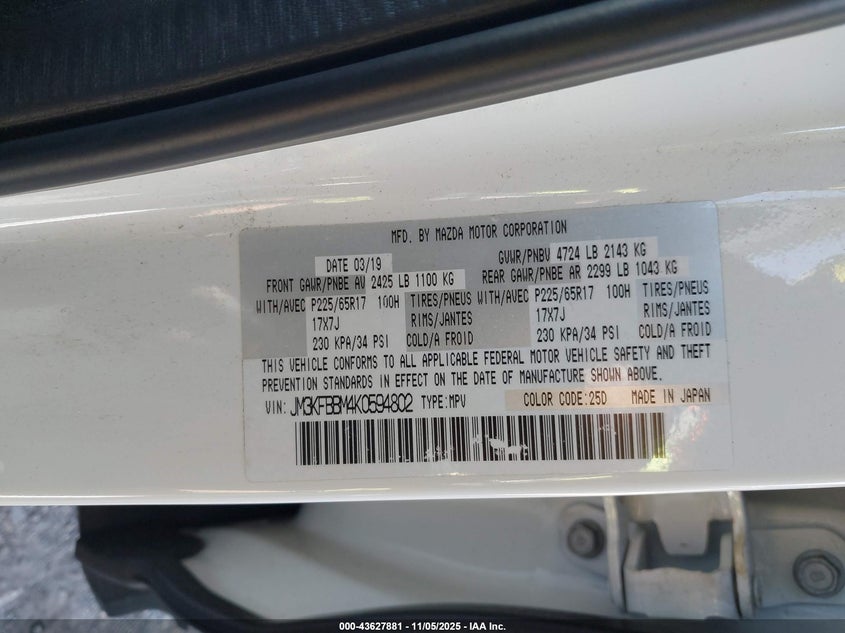 MFD. BY MAZDA MOTOR CORPORATION
DATE 03/19 GVWR/PNBV 4724 LB 2143 KG
FRONT GAWR/PNBE AV 2425 LB 1100 KG REAR GAWR/PNBE AR 2299 LB 1043 KG
WITH/AVEC P225/65R17 100H TIRES/PNEUS WITH/AVEC P225/65R17 100H TIRES/PNEUS
17X7J RIMS/JANTES 17X7J RIMS/JANTES
230 KPA/34 PSI COLD/A FROID 230 KPA/34 PSI COLD/A FROID
THIS VEHICLE CONFORMS TO ALL APPLICABLE FEDERAL MOTOR VEHICLE SAFETY AND THEFT
PREVENTION STANDARDS IN EFFECT ON THE DATE OF MANUFACTURE SHOWN ABOVE.
VIN: JM3KFBBM4K0594802 TYPE:MPV COLOR CODE:25D MADE IN JAPAN
000-43627881 - 11/05/2025 - IAA Inc.